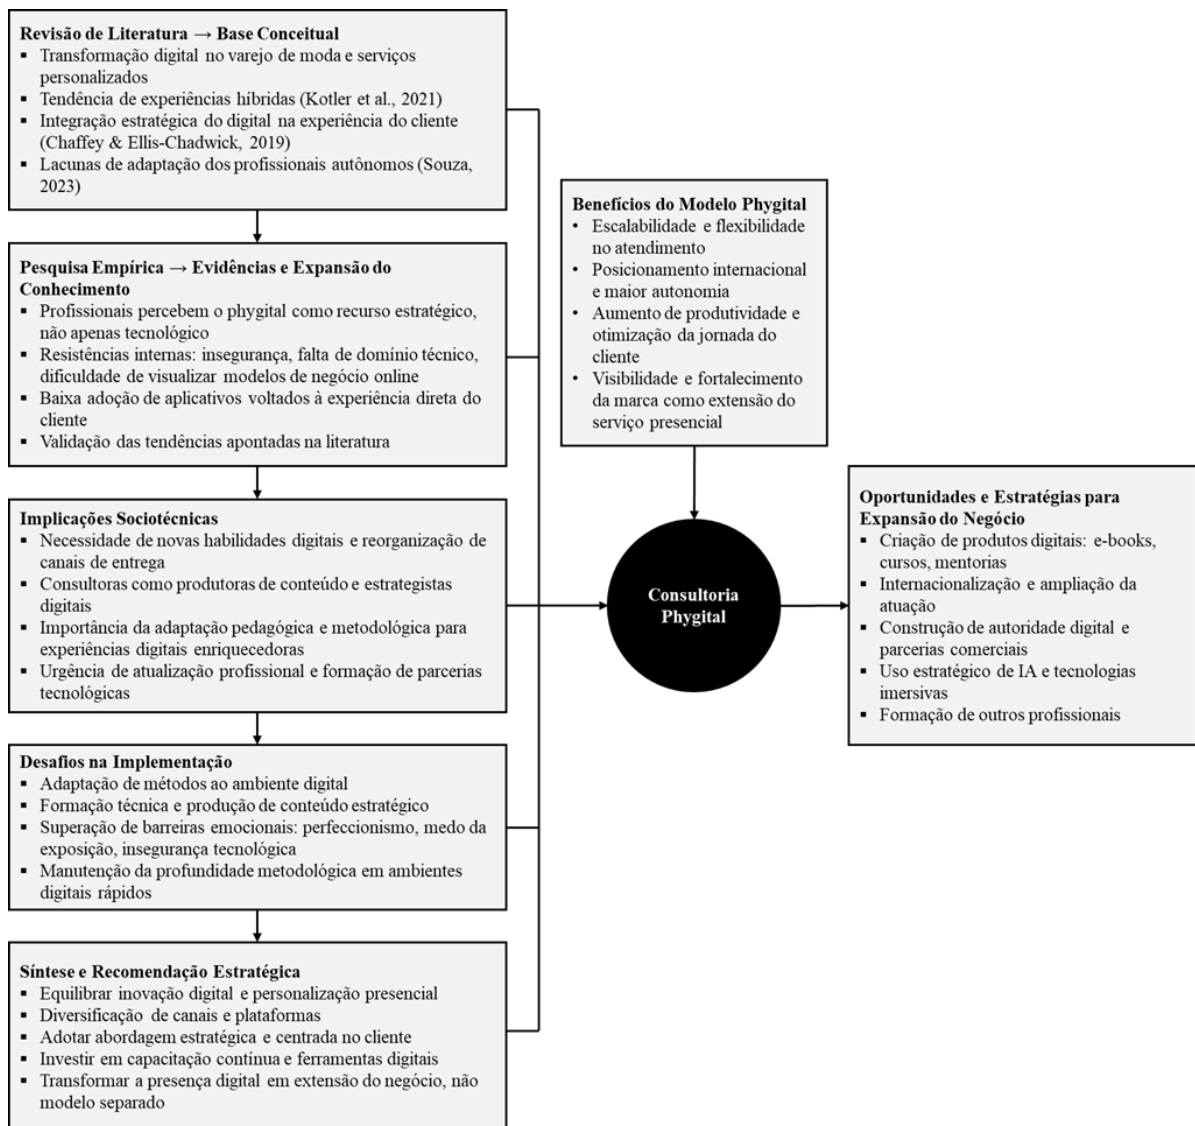 Revisão de Literatura → Base Conceitual
▪ Transformação digital no varejo de moda e serviços
personalizados
▪ Tendência de experiências híbridas (Kotler et al., 2021)
▪ Integração estratégica do digital na experiência do cliente
(Chaffey & Ellis-Chadwick, 2019)
▪ Lacunas de adaptação dos profissionais autônomos (Souza,
2023)
Pesquisa Empírica → Evidências e Expansão do
Conhecimento
▪ Profissionais percebem o phygital como recurso estratégico,
não apenas tecnológico
▪ Resistências internas: insegurança, falta de domínio técnico,
dificuldade de visualizar modelos de negócio online
▪ Baixa adoção de aplicativos voltados à experiência direta do
cliente
▪ Validação das tendências apontadas na literatura
Implicações Sociotécnicas
▪ Necessidade de novas habilidades digitais e reorganização de
canais de entrega
▪ Consultoras como produtoras de conteúdo e estrategistas
digitais
▪ Importância da adaptação pedagógica e metodológica para
experiências digitais enriquecedoras
▪ Urgência de atualização profissional e formação de parcerias
tecnológicas
Desafios na Implementação
▪ Adaptação de métodos ao ambiente digital
▪ Formação técnica e produção de conteúdo estratégico
▪ Superação de barreiras emocionais: perfeccionismo, medo da
exposição, insegurança tecnológica
▪ Manutenção da profundidade metodológica em ambientes
digitais rápidos
Síntese e Recomendação Estratégica
▪ Equilibrar inovação digital e personalização presencial
▪ Diversificação de canais e plataformas
▪ Adotar abordagem estratégica e centrada no cliente
▪ Investir em capacitação contínua e ferramentas digitais
▪ Transformar a presença digital em extensão do negócio, não
modelo separado
Benefícios do Modelo Phygital
• Escalabilidade e flexibilidade
no atendimento
• Posicionamento internacional
e maior autonomia
• Aumento de produtividade e
otimização da jornada do
cliente
• Visibilidade e fortalecimento
da marca como extensão do
serviço presencial
Consultoria
Phygital
Oportunidades e Estratégias para
Expansão do Negócio
▪ Criação de produtos digitais: e-books,
cursos, mentorias
▪ Internacionalização e ampliação da
atuação
▪ Construção de autoridade digital e
parcerias comerciais
▪ Uso estratégico de IA e tecnologias
imersivas
▪ Formação de outros profissionais